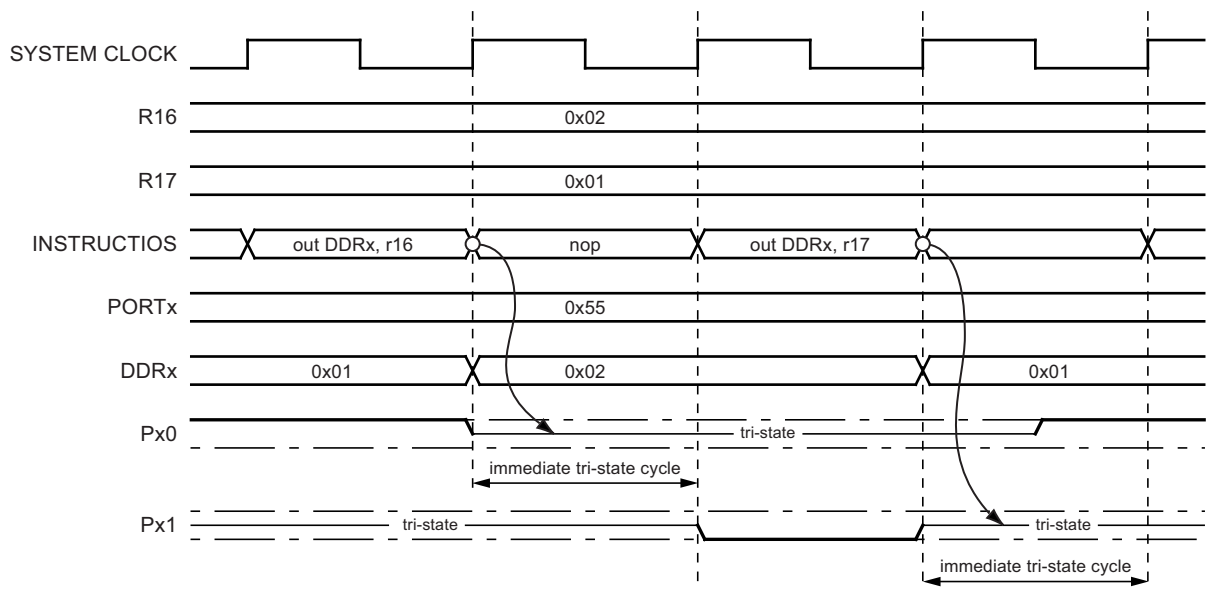 SYSTEM CLOCK
R16
0x02
R17
0x01
INSTRUCTIOS
out DDRx, r16
nop
out DDRx, r17
PORTx
0x55
DDRx
0x01
0x02
0x01
Px0
tri-state
immediate tri-state cycle
Px1
tri-state
tri-state
immediate tri-state cycle